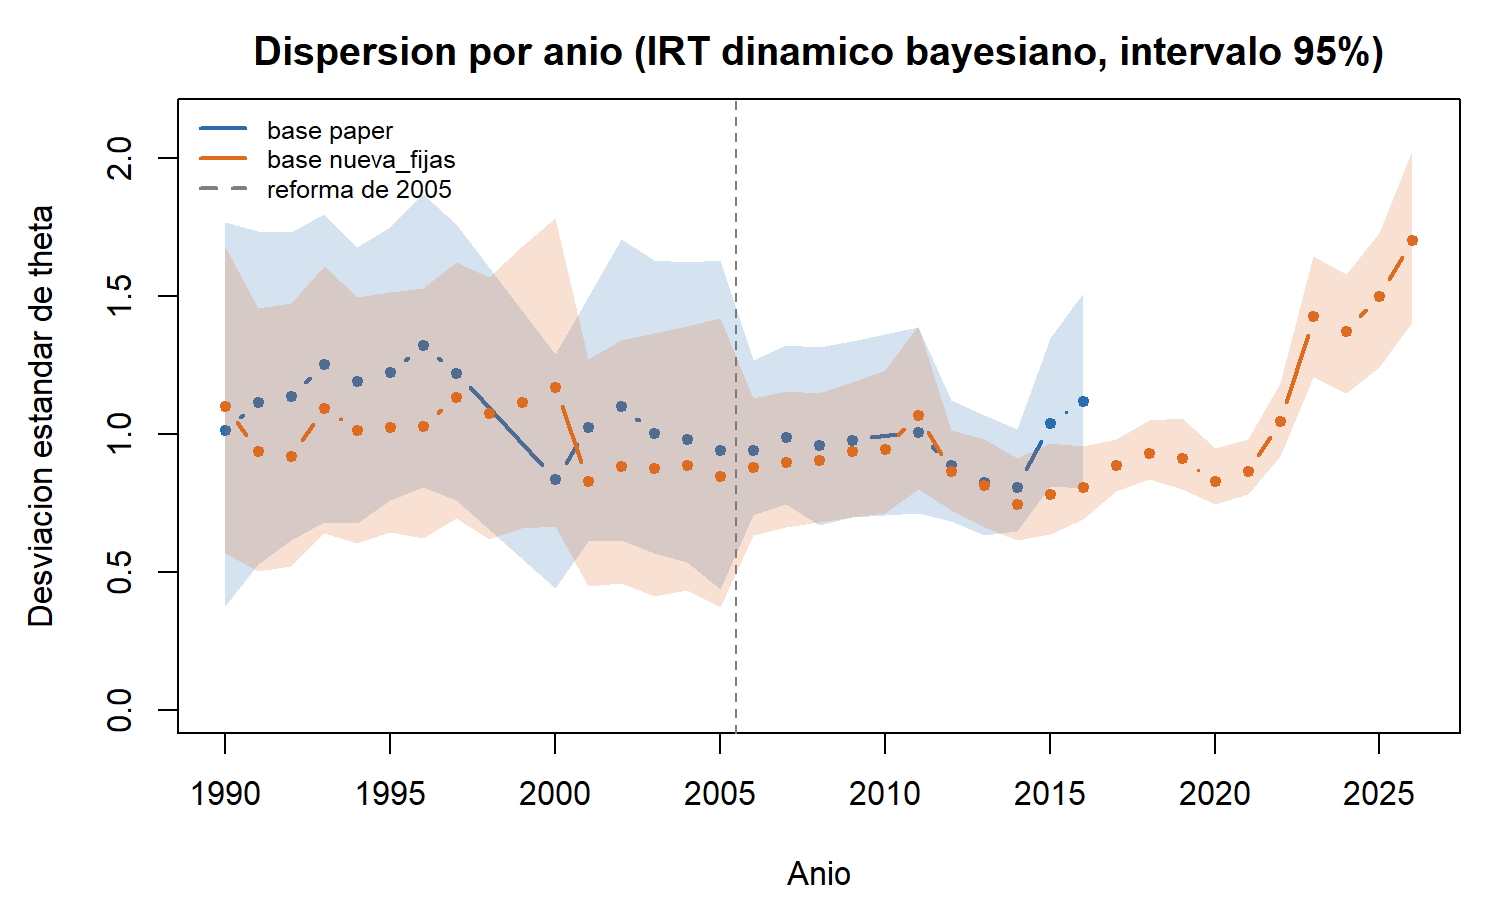 Dispersion por anio (IRT dinamico bayesiano, intervalo 95%)
base paper
base nueva_fijas
reforma de 2005
Desviacion estandar de theta
2.0
1.5
1.0
0.5
0.0
1990 1995 2000 2005 2010 2015 2020 2025
Anio